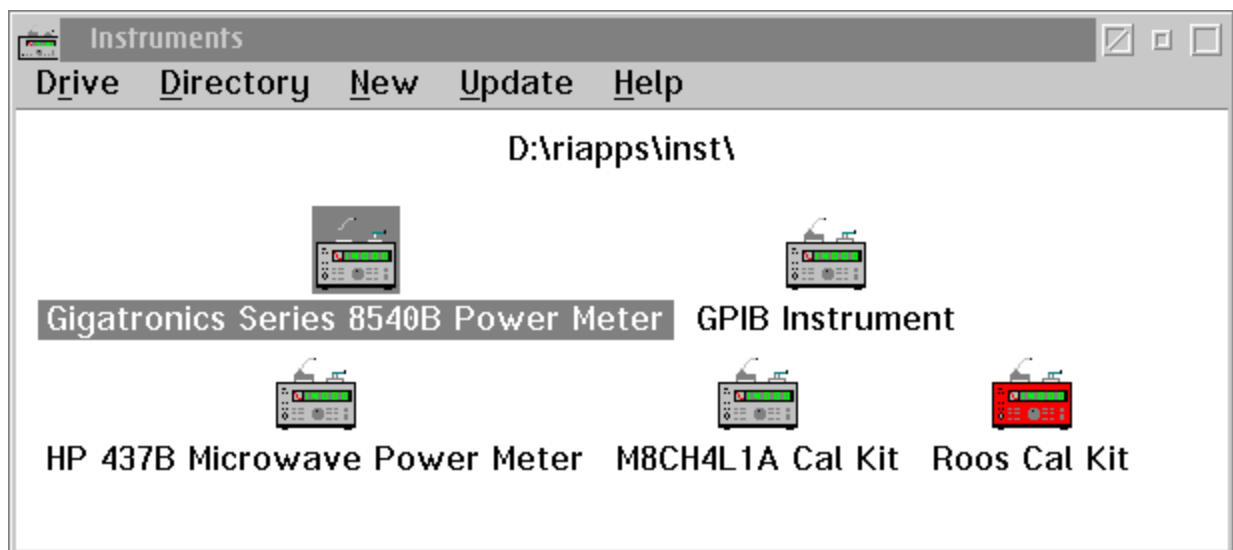 Instruments
Drive Directory New Update Help
D:\riapps\inst\
Gigatronics Series 8540B Power Meter GPIB Instrument
HP 437B Microwave Power Meter M8CH4L1A Cal Kit Roos Cal Kit